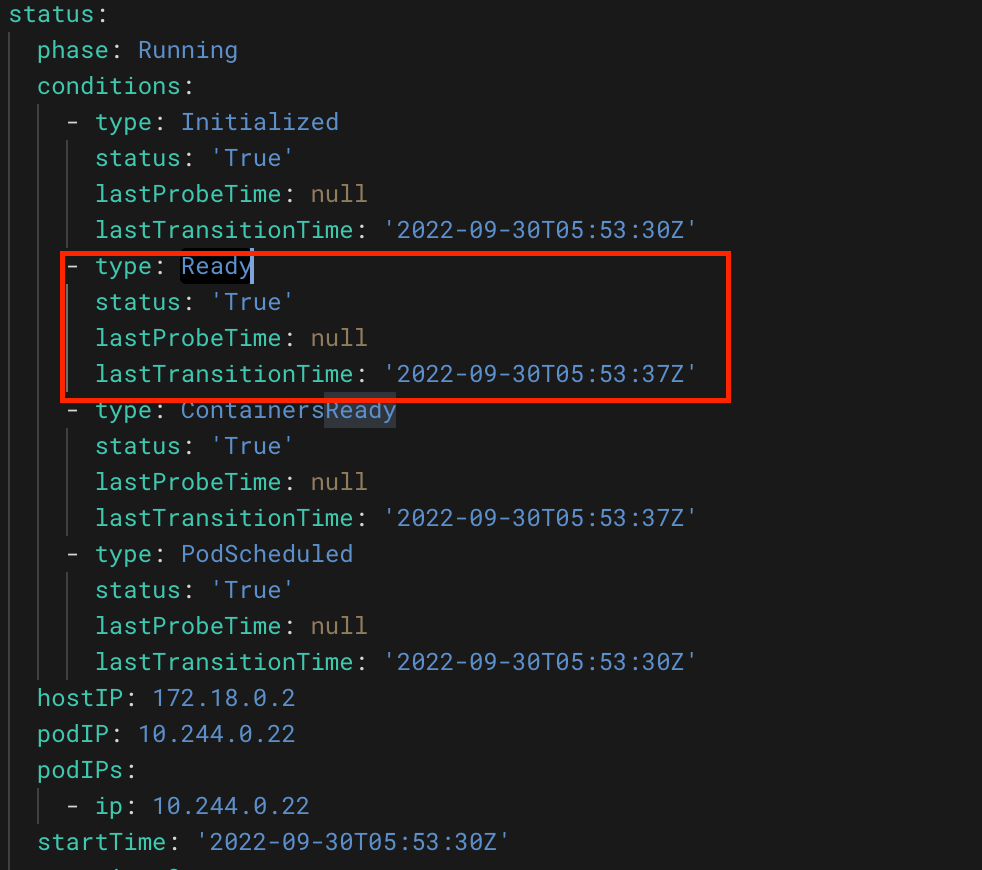 status:
phase: Running
conditions:
- type: Initialized
status: 'True'
lastProbeTime: null
lastTransitionTime: '2022-09-30T05:53:30Z'
- type: Ready
status: 'True'
lastProbeTime: null
lastTransitionTime: '2022-09-30T05:53:37Z'
- type: ContainersReady
status: 'True'
lastProbeTime: null
lastTransitionTime: '2022-09-30T05:53:37Z'
- type: PodScheduled
status: 'True'
lastProbeTime: null
lastTransitionTime: '2022-09-30T05:53:30Z'
hostIP: 172.18.0.2
podIP: 10.244.0.22
podIPs:
- ip: 10.244.0.22
startTime: '2022-09-30T05:53:30Z'